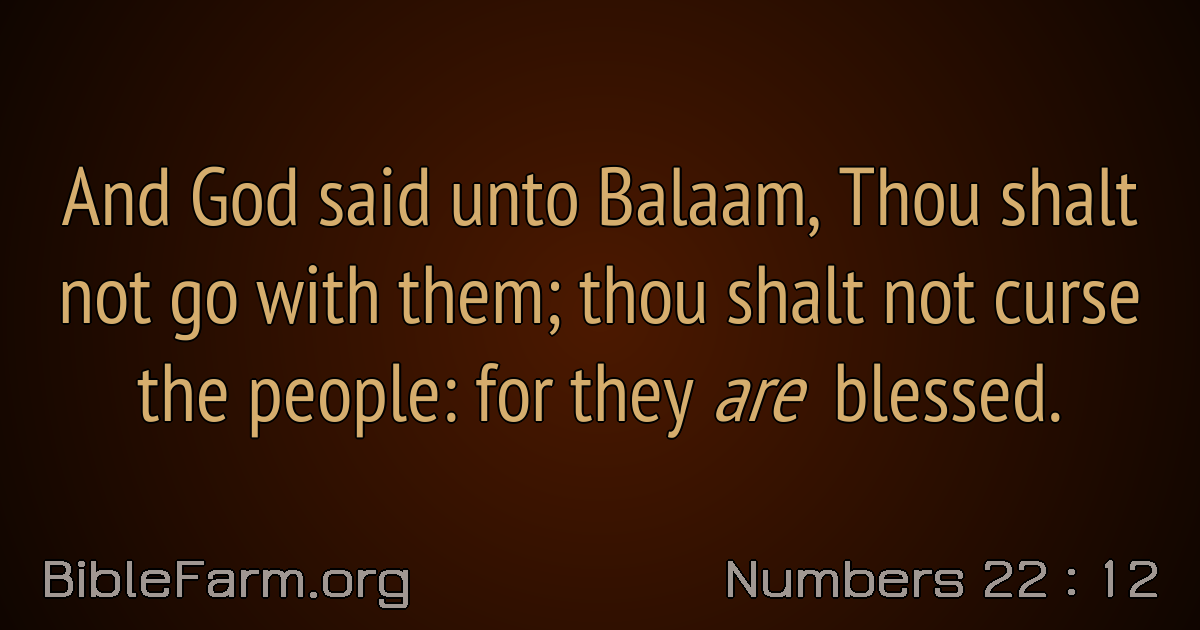 And God said unto Balaam, Thou shalt
not go with them; thou shalt not curse
the people: for they are blessed.
BibleFarm.org
Numbers 22 : 12